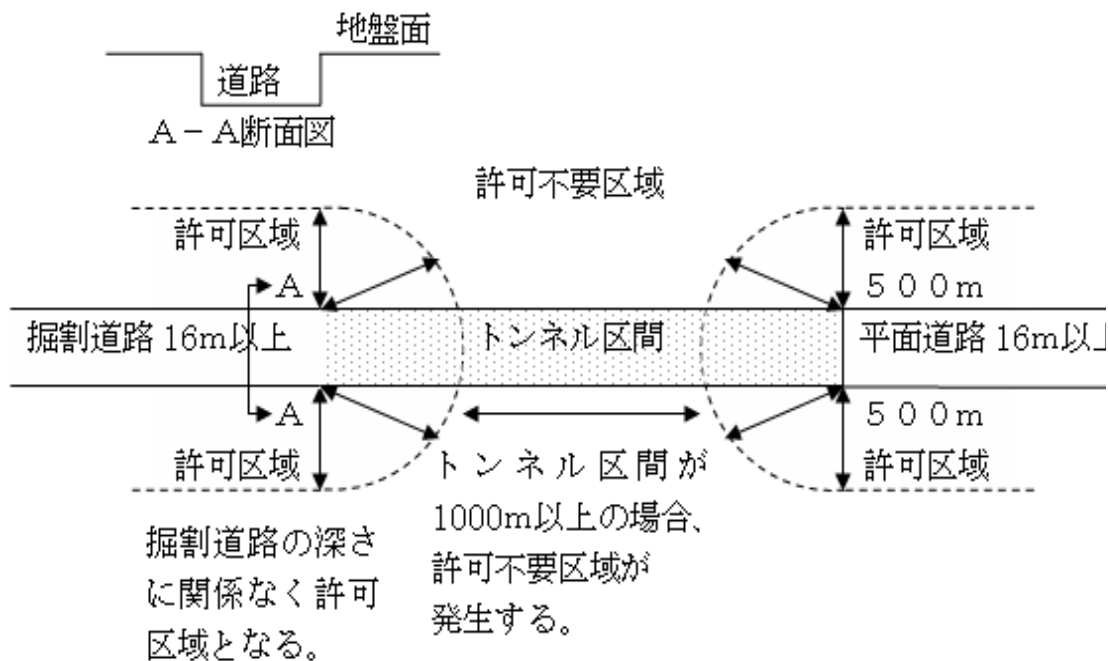 地盤面
道路
A－A断面図
許可不要区域
許可区域
許可区域
A
５００m
掘割道路 16m以上
トンネル区間
平面道路 16m以上
A
５００m
許可区域
許可区域
トンネル区間が
1000m以上の場合、
許可不要区域が
発生する。
掘割道路の深さ
に関係なく許可
区域となる。